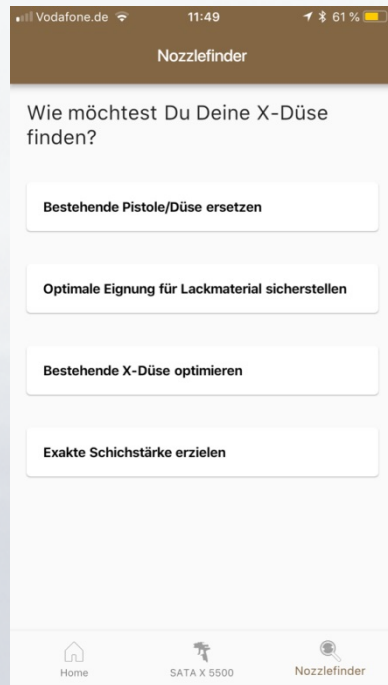 Vodafone.de 11:49 61 %
Nozzlefinder
Wie möchtest Du Deine X-Düse
finden?
Bestehende Pistole/Düse ersetzen
Optimale Eignung für Lackmaterial sicherstellen
Bestehende X-Düse optimieren
Exakte Schichstärke erzielen
Home SATA X 5500 Nozzlefinder